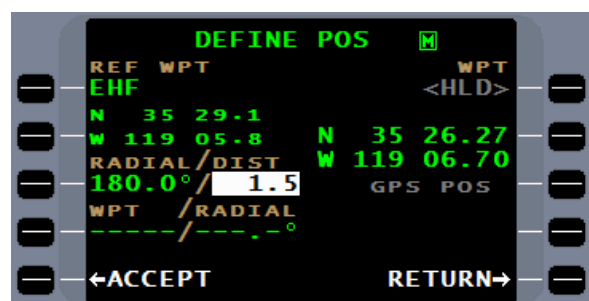 DEFINE POS M
REF WPT WPT
EHF <HLD>
N 35 29.1
W 119 05.8 N 35 26.27
RADIAL/DIST W 119 06.70
180.0°/ 1.5 GPS POS
WPT /RADIAL
-----/---.-°
←ACCEPT RETURN→